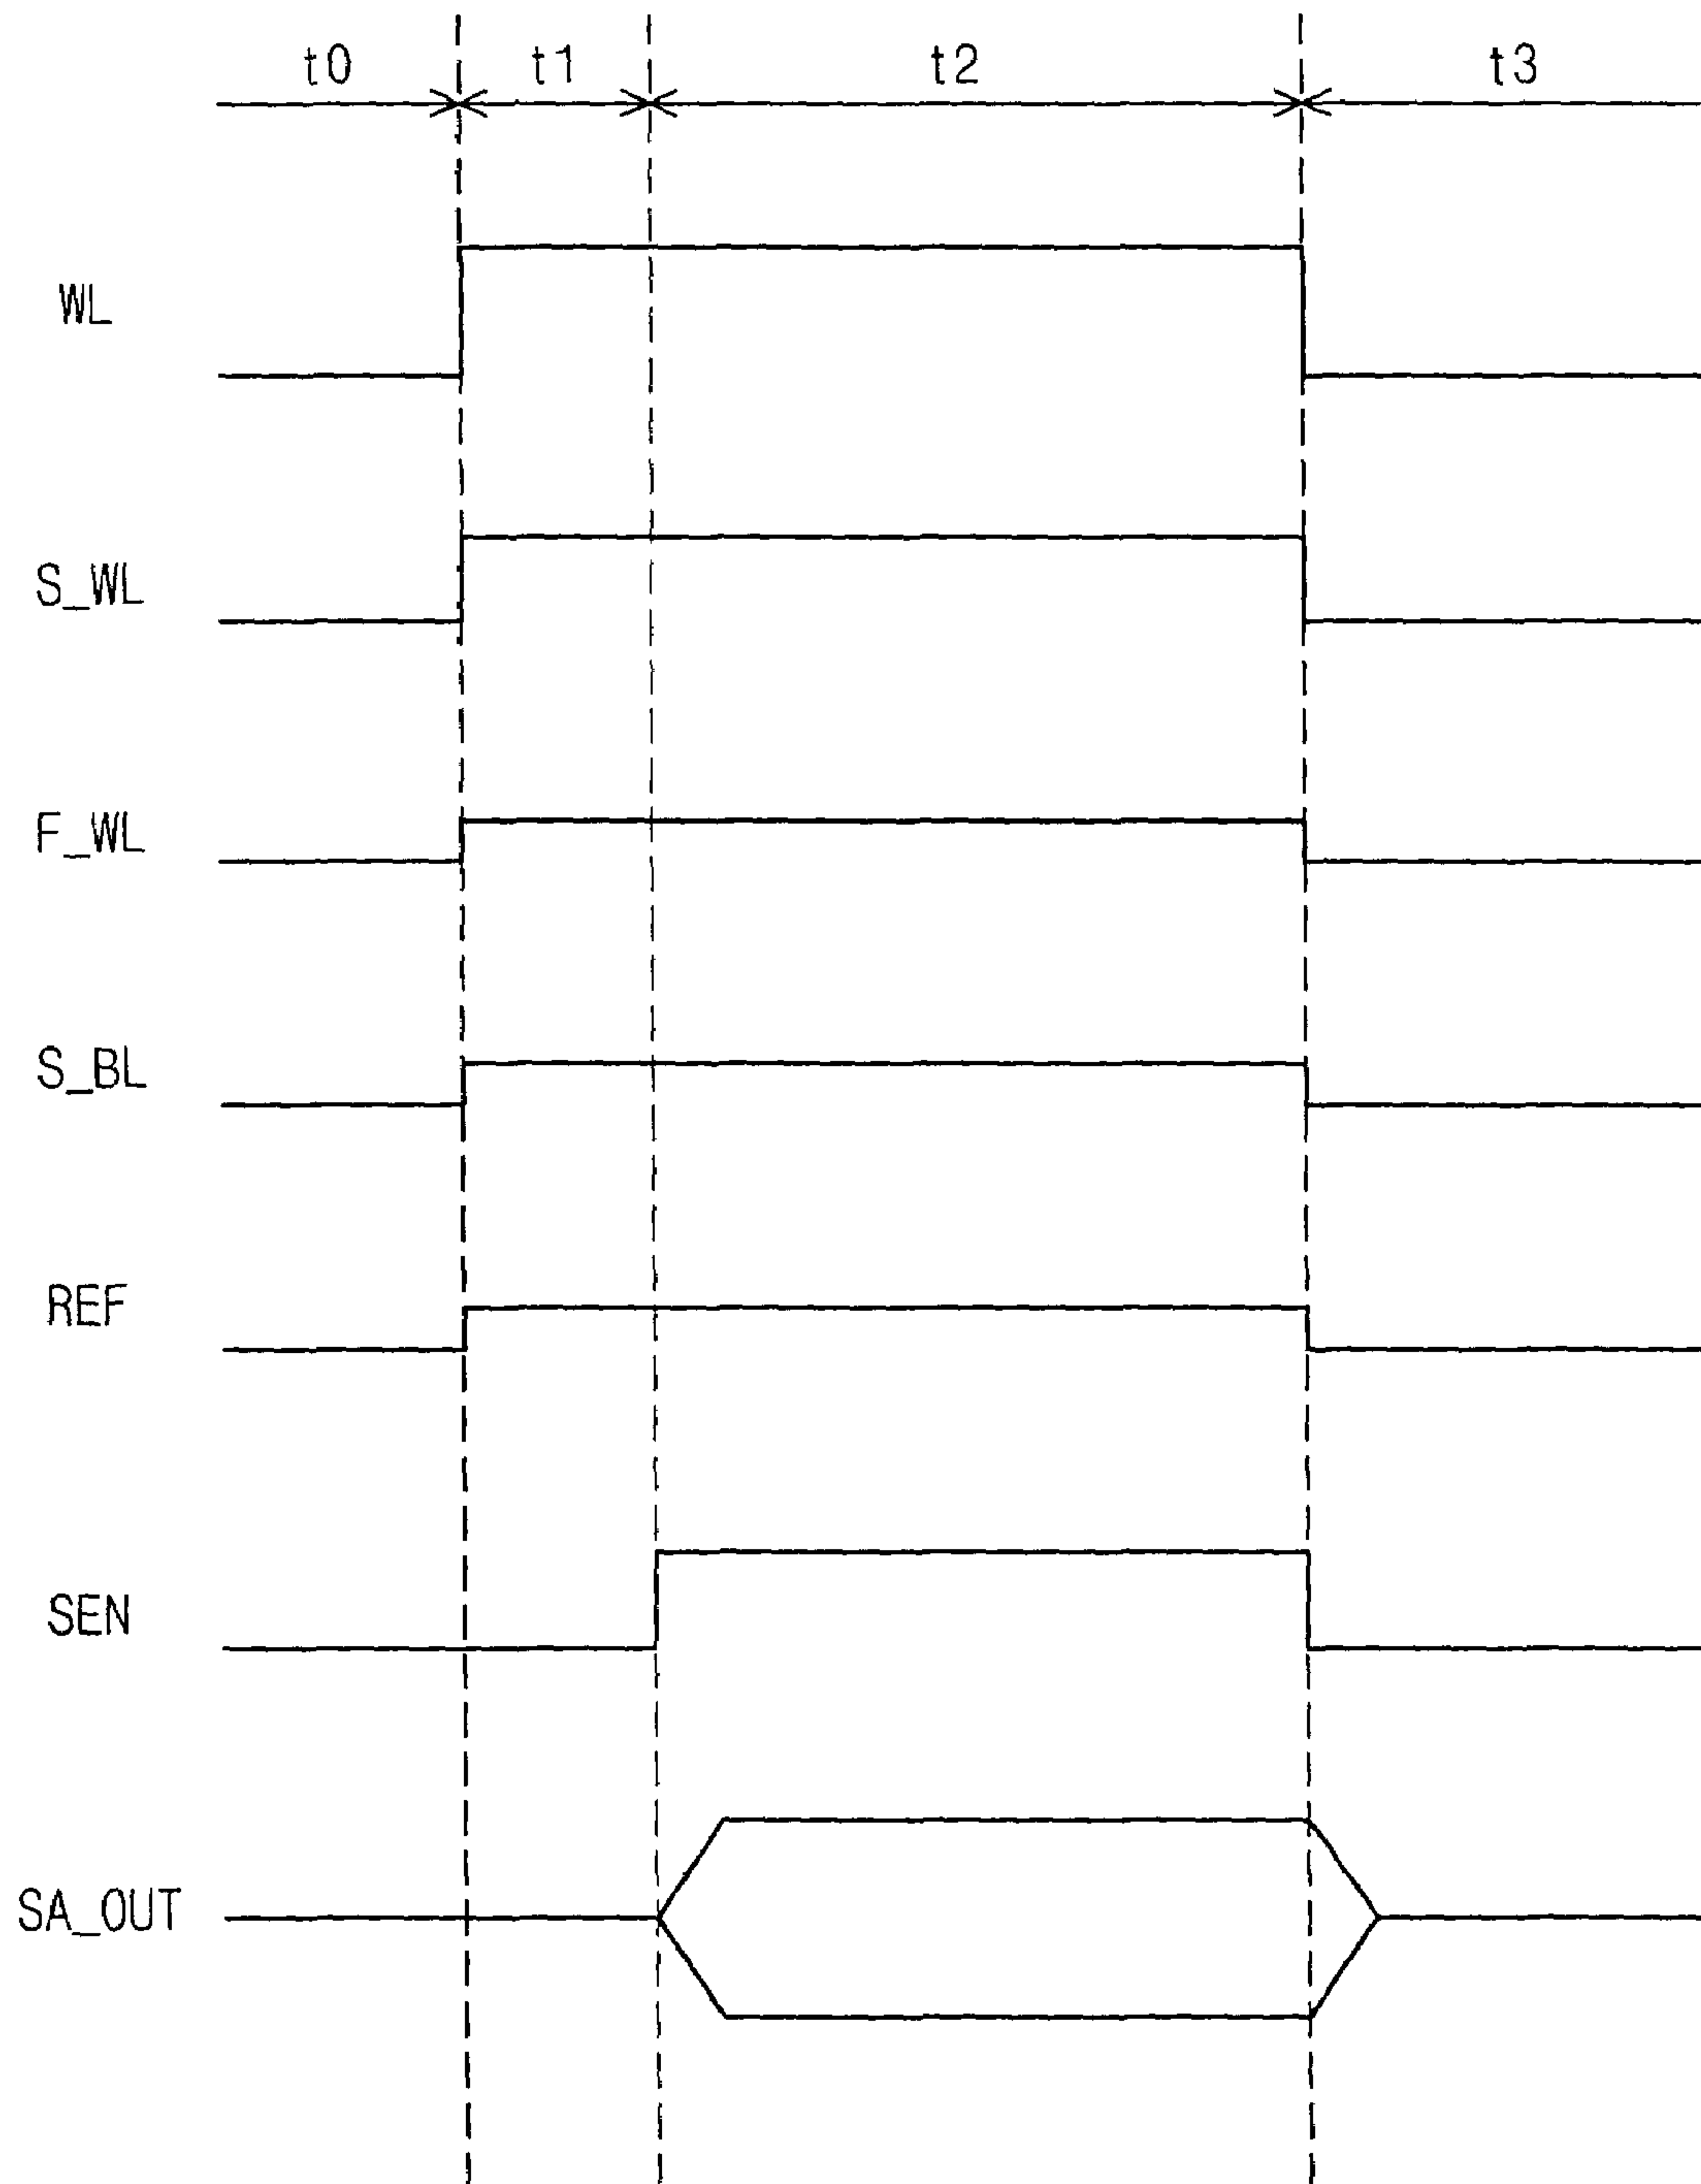 t0 t1 t2 t3
WL
S_WL
F_WL
S_BL
REF
SEN
SA_OUT